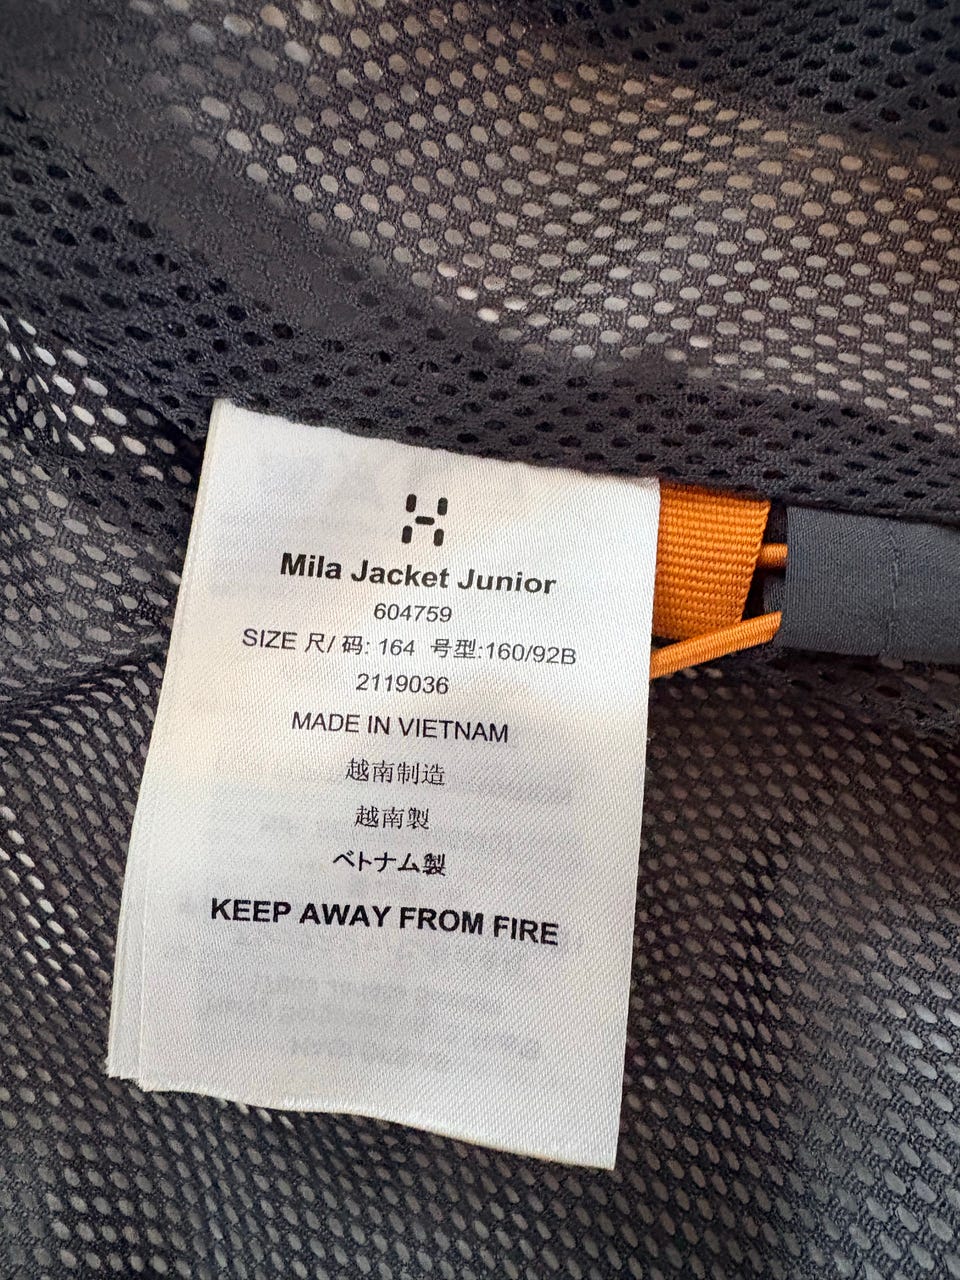 Mila Jacket Junior
604759
SIZE 尺/ 码: 164 号型:160/92B
2119036
MADE IN VIETNAM
越南制造
越南製
ベトナム製
KEEP AWAY FROM FIRE